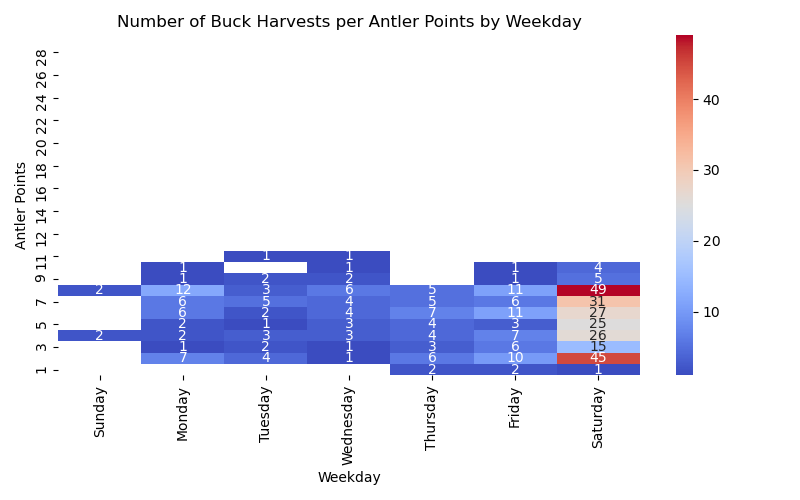 Number of Buck Harvests per Antler Points by Weekday
Antler Points
28
26
24
22
20
18
16
14
12
11
9
7
5
3
1
1 1
1 1 1 4
1 2 2 1 5
2 12 3 6 5 11 49
6 5 4 5 6 31
6 2 4 7 11 27
2 1 3 4 3 25
2 2 3 3 4 7 26
1 2 1 3 6 15
7 4 1 6 10 45
2 2 1
Sunday
Monday
Tuesday
Wednesday
Thursday
Friday
Saturday
Weekday
40
30
20
10